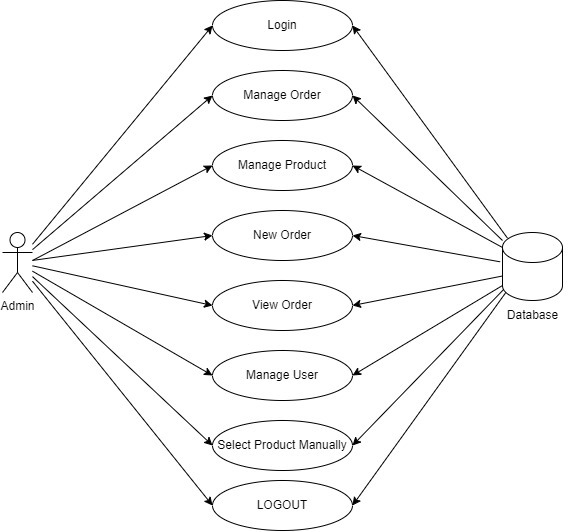 Login
Manage Order
Manage Product
New Order
View Order
Manage User
Select Product Manually
LOGOUT
Admin
Database